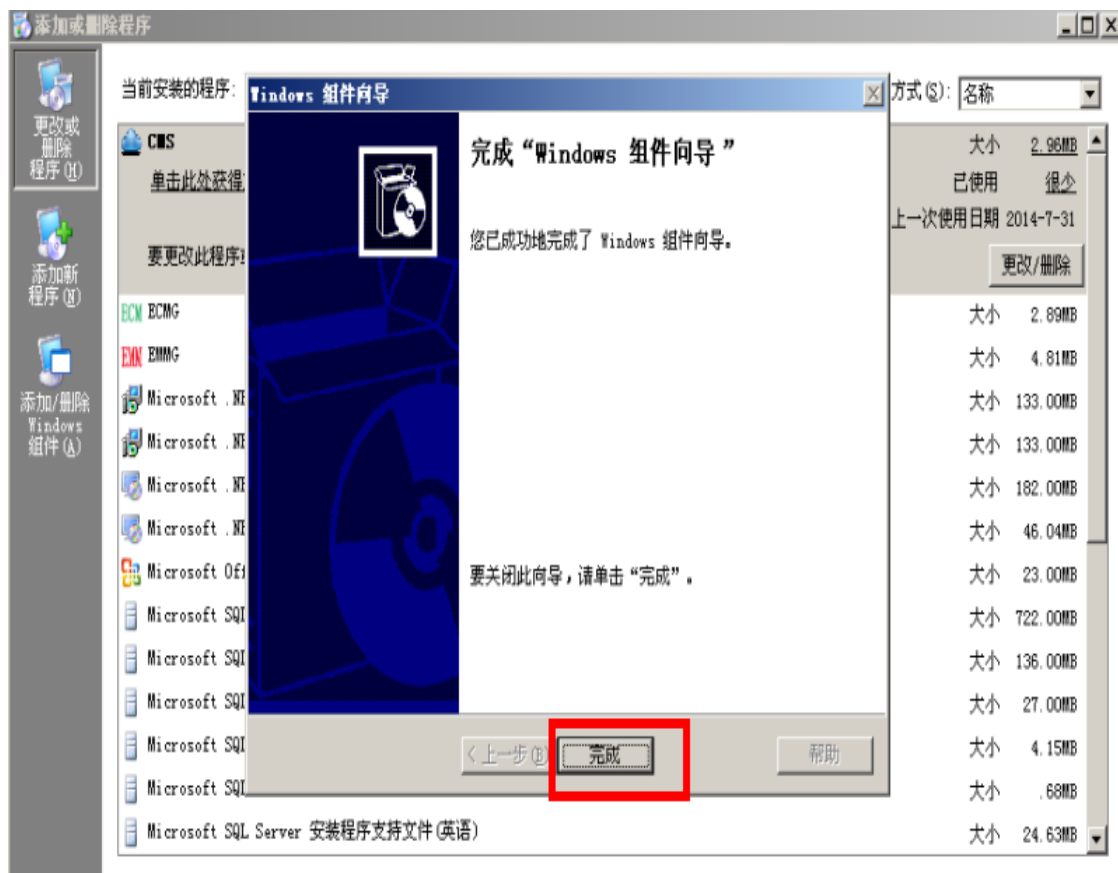 添加或删除程序
更改或
删除
程序(H)
添加新
程序(N)
添加/删除
Windows
组件(A)
当前安装的程序:
方式(S): 名称
CMS
大小 2.96MB
单击此处获得
已使用 很少
上一次使用日期 2014-7-31
要更改此程序
更改/删除
ECM ECMG
大小 2.89MB
EMM EMMG
大小 4.81MB
Microsoft .NE
大小 133.00MB
Microsoft .NE
大小 133.00MB
Microsoft .NE
大小 182.00MB
Microsoft .NE
大小 46.04MB
Microsoft Off
大小 23.00MB
Microsoft SQL
大小 722.00MB
Microsoft SQL
大小 136.00MB
Microsoft SQL
大小 27.00MB
Microsoft SQL
大小 4.15MB
Microsoft SQL
大小 .68MB
Microsoft SQL Server 安装程序支持文件(英语)
大小 24.63MB
Windows 组件向导
完成“Windows 组件向导 ”
您已成功地完成了 Windows 组件向导。
要关闭此向导,请单击“完成”。
< 上一步(B)
完成
帮助